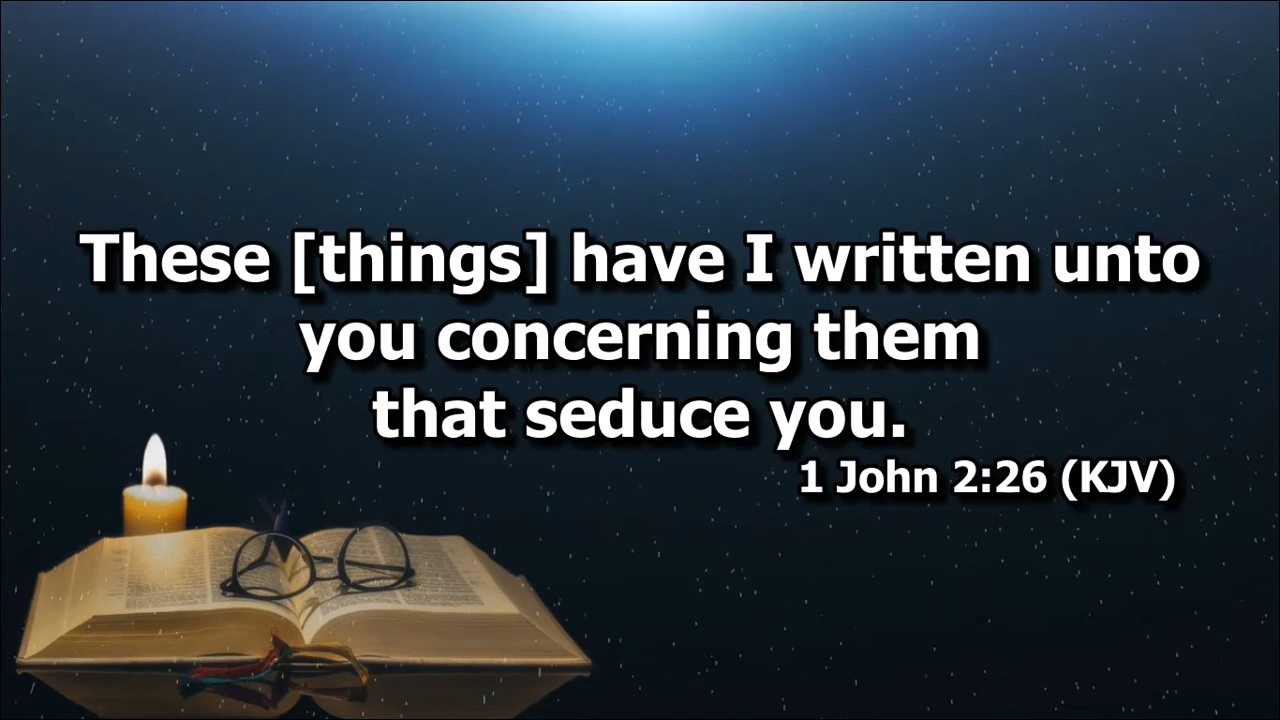 These [things] have I written unto
you concerning them
that seduce you.
1 John 2:26 (KJV)